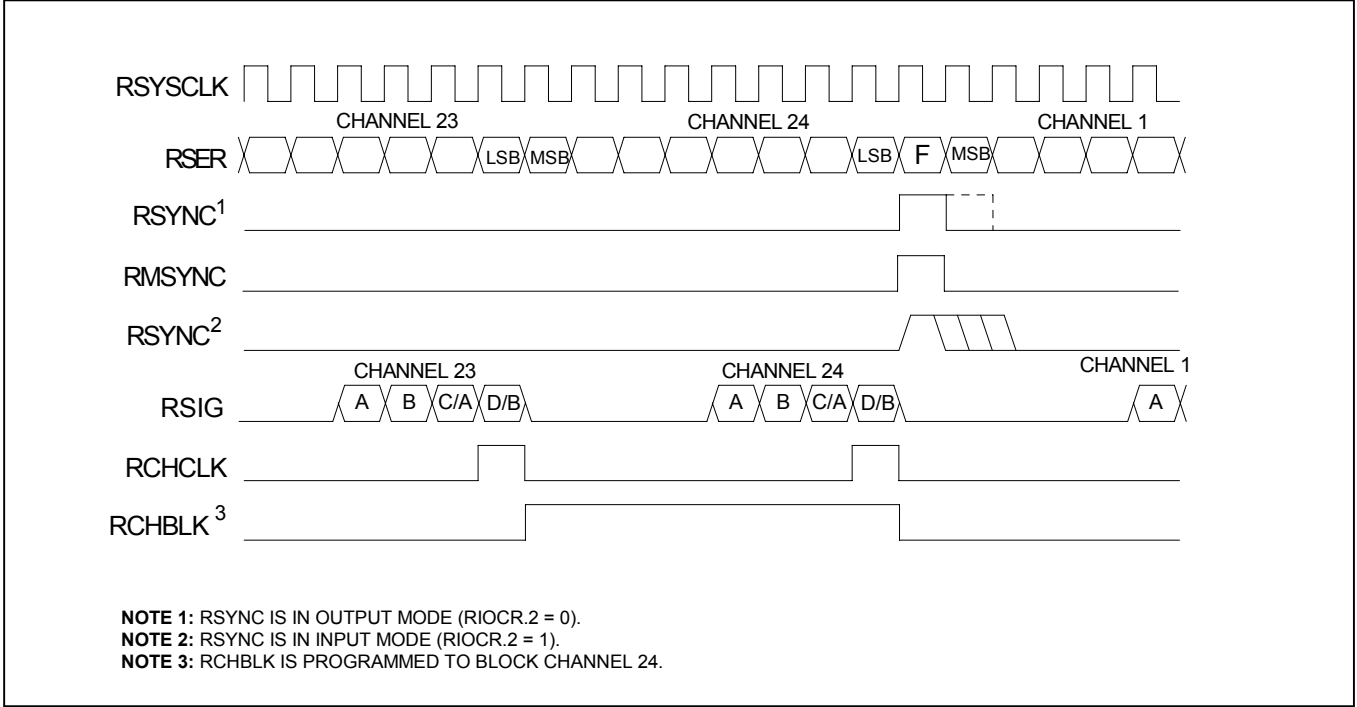 RSYSCLK
CHANNEL 23 CHANNEL 24 CHANNEL 1
RSER LSB MSB LSB F MSB
RSYNC1
RMSYNC
RSYNC2
CHANNEL 23 CHANNEL 24 CHANNEL 1
RSIG A B C/A D/B A B C/A D/B A
RCHCLK
RCHBLK 3
NOTE 1: RSYNC IS IN OUTPUT MODE (RIOCR.2 = 0).
NOTE 2: RSYNC IS IN INPUT MODE (RIOCR.2 = 1).
NOTE 3: RCHBLK IS PROGRAMMED TO BLOCK CHANNEL 24.